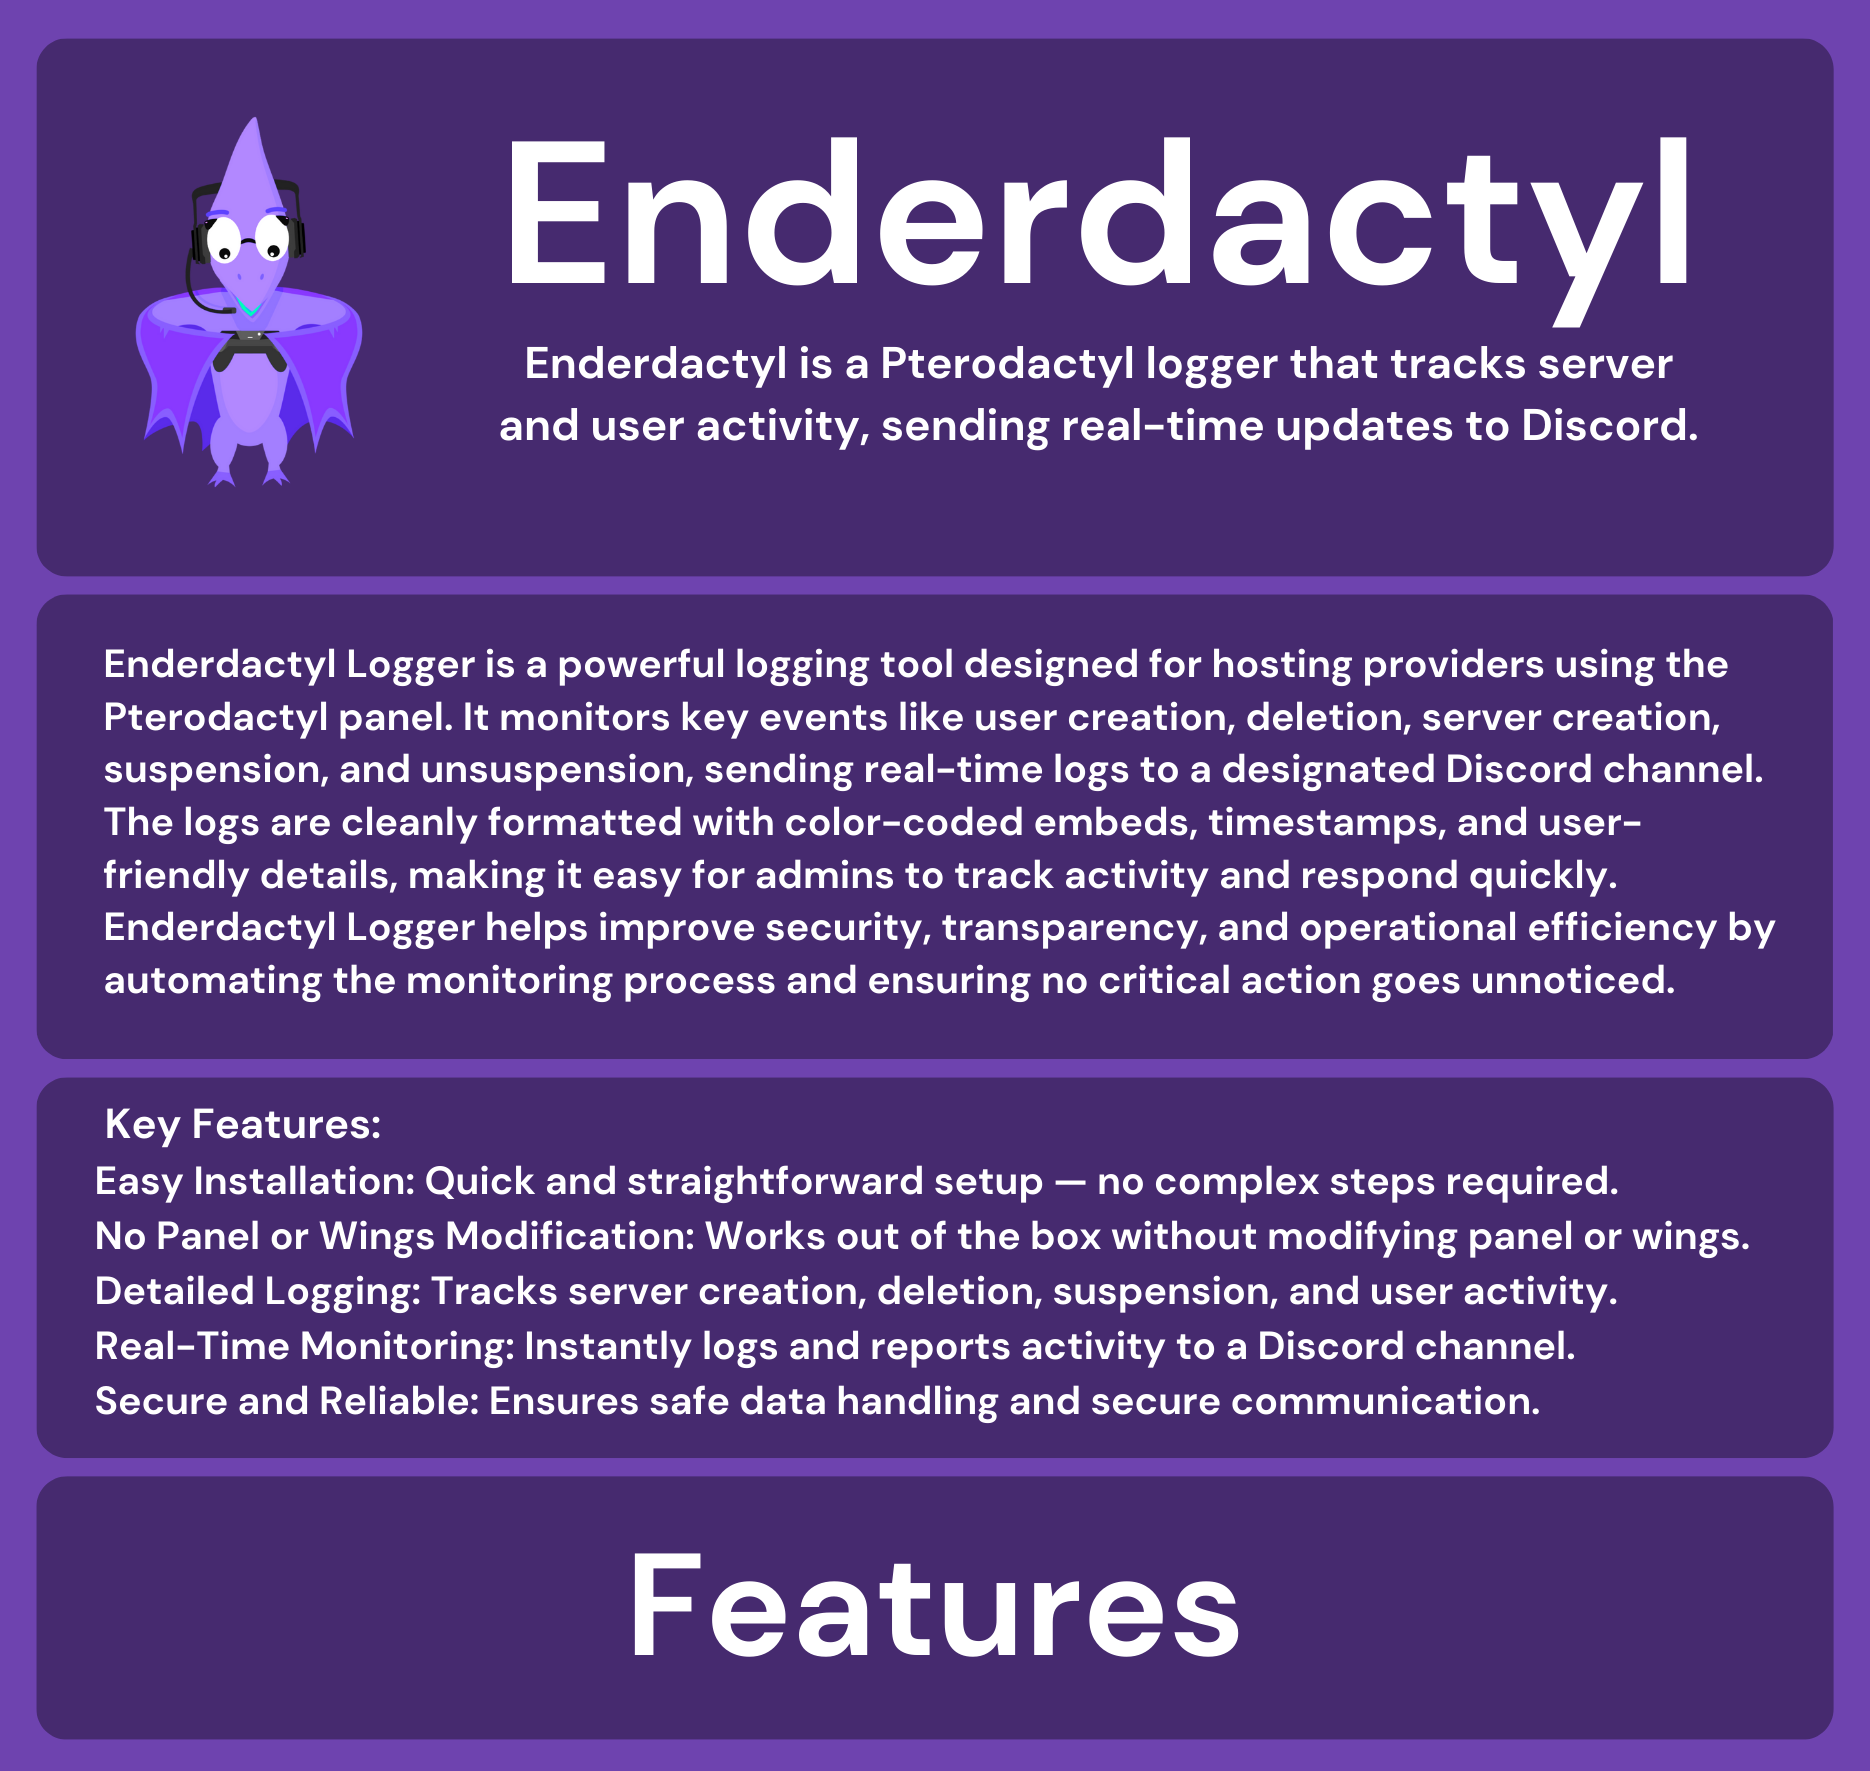 Enderdactyl
Enderdactyl is a Pterodactyl logger that tracks server
and user activity, sending real-time updates to Discord.
Enderdactyl Logger is a powerful logging tool designed for hosting providers using the
Pterodactyl panel. It monitors key events like user creation, deletion, server creation,
suspension, and unsuspension, sending real-time logs to a designated Discord channel.
The logs are cleanly formatted with color-coded embeds, timestamps, and user-
friendly details, making it easy for admins to track activity and respond quickly.
Enderdactyl Logger helps improve security, transparency, and operational efficiency by
automating the monitoring process and ensuring no critical action goes unnoticed.
Key Features:
Easy Installation: Quick and straightforward setup — no complex steps required.
No Panel or Wings Modification: Works out of the box without modifying panel or wings.
Detailed Logging: Tracks server creation, deletion, suspension, and user activity.
Real-Time Monitoring: Instantly logs and reports activity to a Discord channel.
Secure and Reliable: Ensures safe data handling and secure communication.
Features